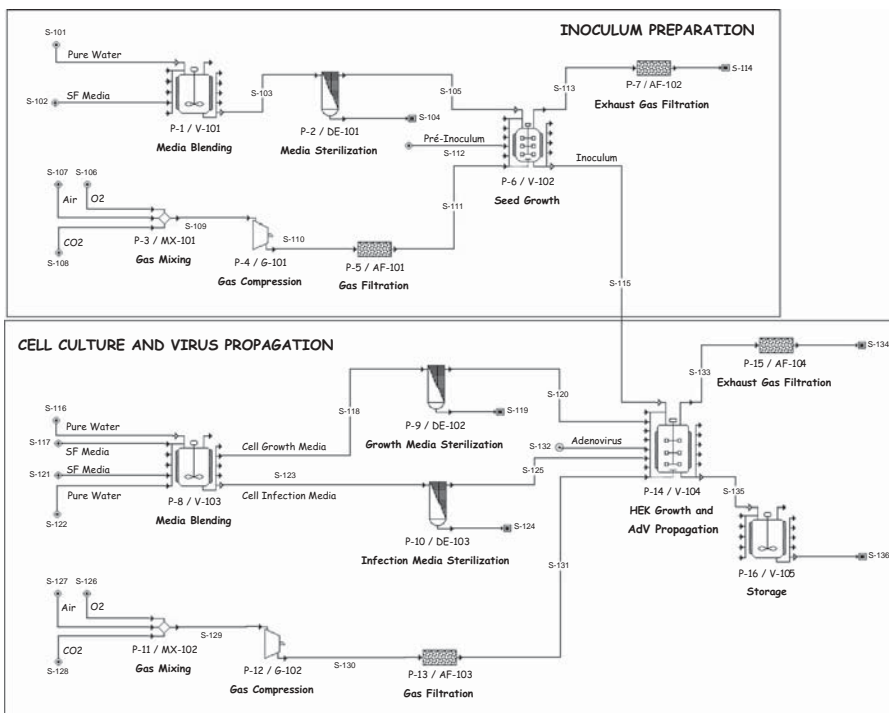 INOCULUM PREPARATION
S-101
Pure Water
S-102
SF Media
S-103
P-1 / V-101
Media Blending
S-104
P-2 / DE-101
Media Sterilization
S-105
S-113
P-7 / AF-102
Exhaust Gas Filtration
S-114
Pré-Inoculum
S-112
Inoculum
P-6 / V-102
Seed Growth
S-107
S-106
Air
O2
CO2
S-108
S-109
P-3 / MX-101
Gas Mixing
S-110
P-4 / G-101
Gas Compression
P-5 / AF-101
Gas Filtration
S-111
S-115
CELL CULTURE AND VIRUS PROPAGATION
S-116
Pure Water
S-117
SF Media
S-121
SF Media
Pure Water
S-122
P-8 / V-103
Media Blending
Cell Growth Media
S-118
S-123
Cell Infection Media
S-119
P-9 / DE-102
Growth Media Sterilization
S-120
S-132
Adenovirus
S-125
S-124
P-10 / DE-103
Infection Media Sterilization
S-133
P-15 / AF-104
Exhaust Gas Filtration
S-134
P-14 / V-104
HEK Growth and
AdV Propagation
S-135
S-136
P-16 / V-105
Storage
S-131
S-127
S-126
Air
O2
CO2
S-128
S-129
P-11 / MX-102
Gas Mixing
S-130
P-12 / G-102
Gas Compression
P-13 / AF-103
Gas Filtration